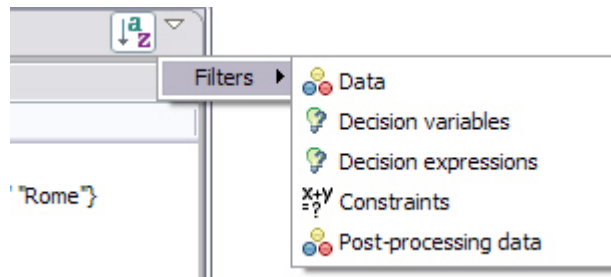 a
z
Filters
Data
Decision variables
Decision expressions
"Rome"}
x+y
=?
Constraints
Post-processing data